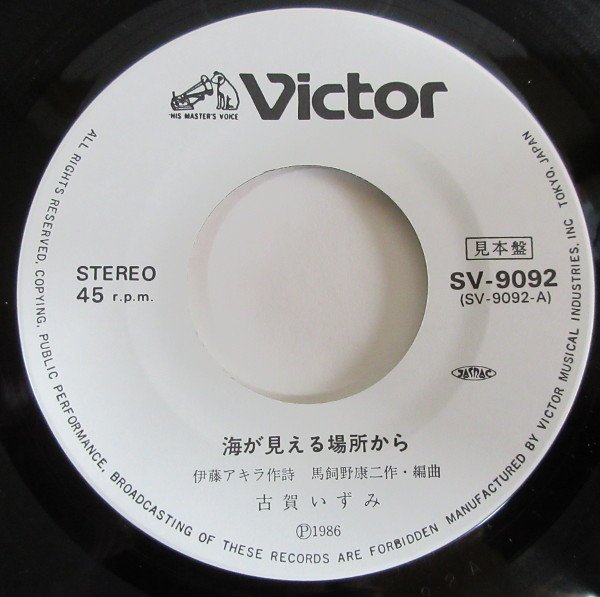 Victor
"HIS MASTER'S VOICE"
STEREO
45 r.p.m.
見本盤
SV-9092
(SV-9092-A)
JASRAC
海が見える場所から
伊藤アキラ作詩 馬飼野康二作・編曲
古賀いずみ
Ⓟ1986
ALL RIGHTS RESERVED, COPYING, PUBLIC PERFORMANCE, BROADCASTING OF THESE RECORDS ARE FORBIDDEN MANUFACTURED BY VICTOR MUSICAL INDUSTRIES, INC TOKYO, JAPAN